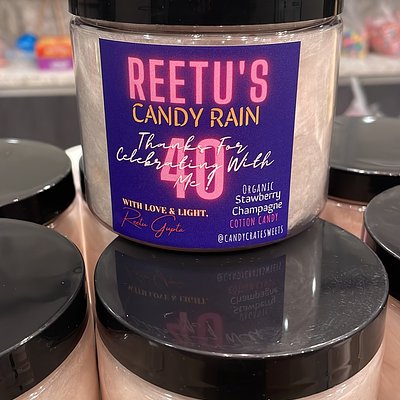 REETU'S
CANDY RAIN
40
Thanks For
Celebrating With
Me!
ORGANIC
Stawberry
Champagne
COTTON CANDY
WITH LOVE & LIGHT,
Reetu Gupta
@CANDYCRATESWEETS